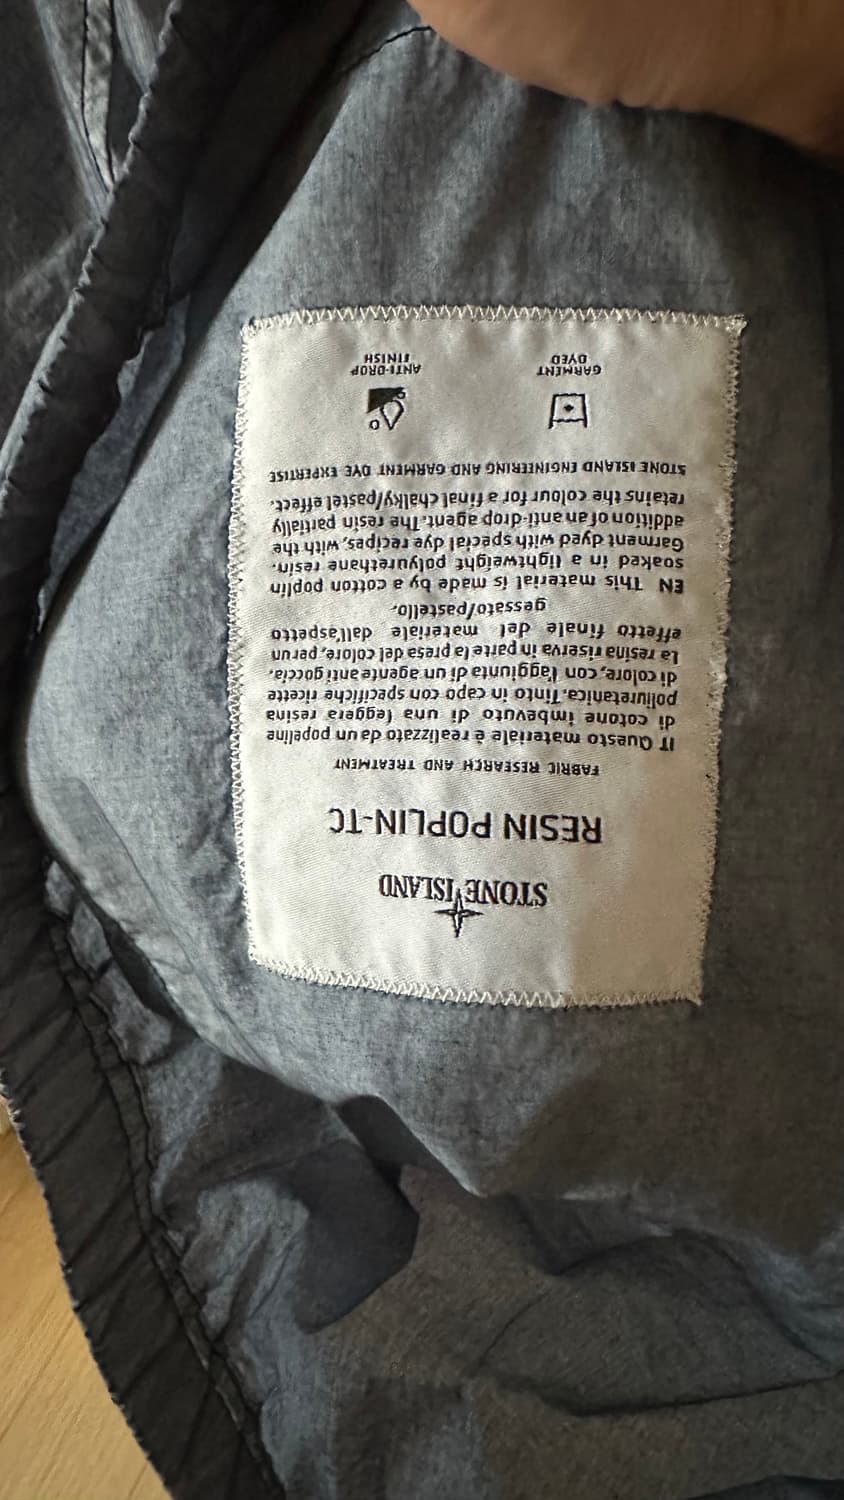 STONE ISLAND
RESIN POPLIN-TC
FABRIC RESEARCH AND TREATMENT
IT Questo materiale è realizzato da un popeline
di cotone imbevuto di una leggera resina
poliuretanica. Tinto in capo con specifiche ricette
di colore, con l'aggiunta di un agente anti goccia.
La resina riserva in parte la presa del colore, per un
effetto finale del materiale dall'aspetto
gessato/pastello.
EN This material is made by a cotton poplin
soaked in a lightweight polyurethane resin.
Garment dyed with special dye recipes, with the
addition of an anti-drop agent. The resin partially
retains the colour for a final chalky/pastel effect.
STONE ISLAND ENGINEERING AND GARMENT DYE EXPERTISE
GARMENT
DYED
ANTI-DROP
FINISH